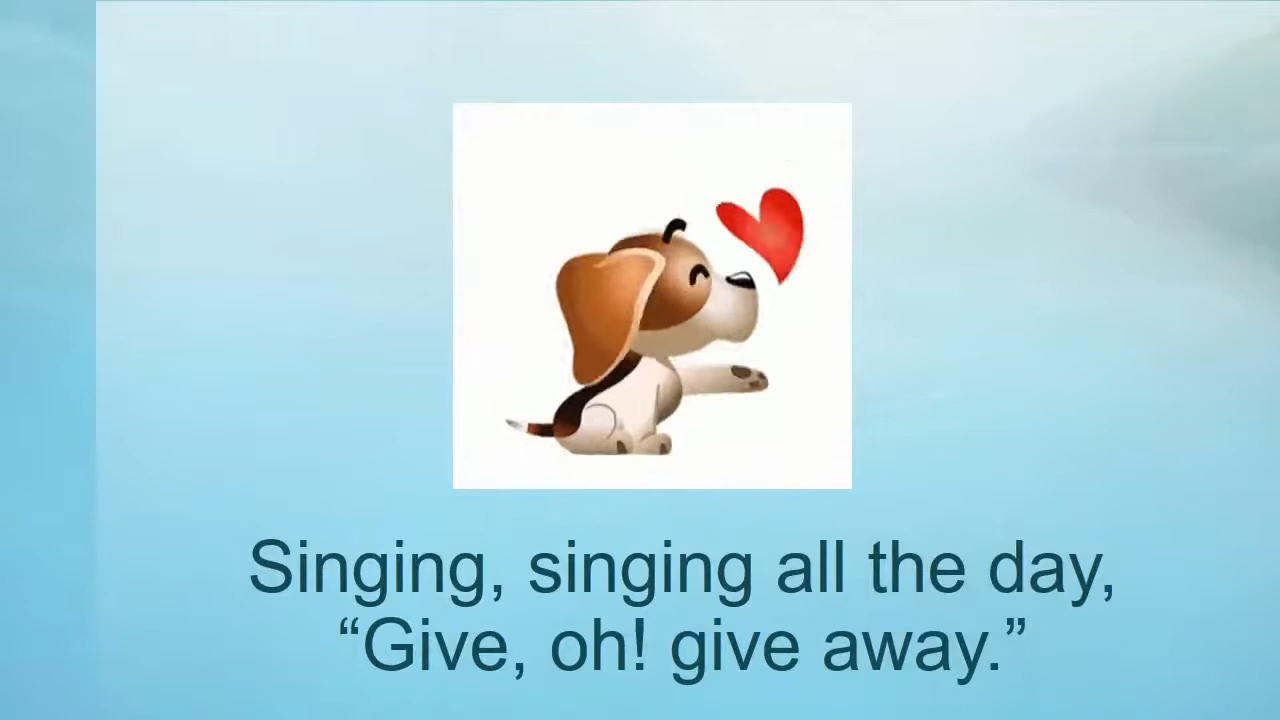 Singing, singing all the day,
“Give, oh! give away.”